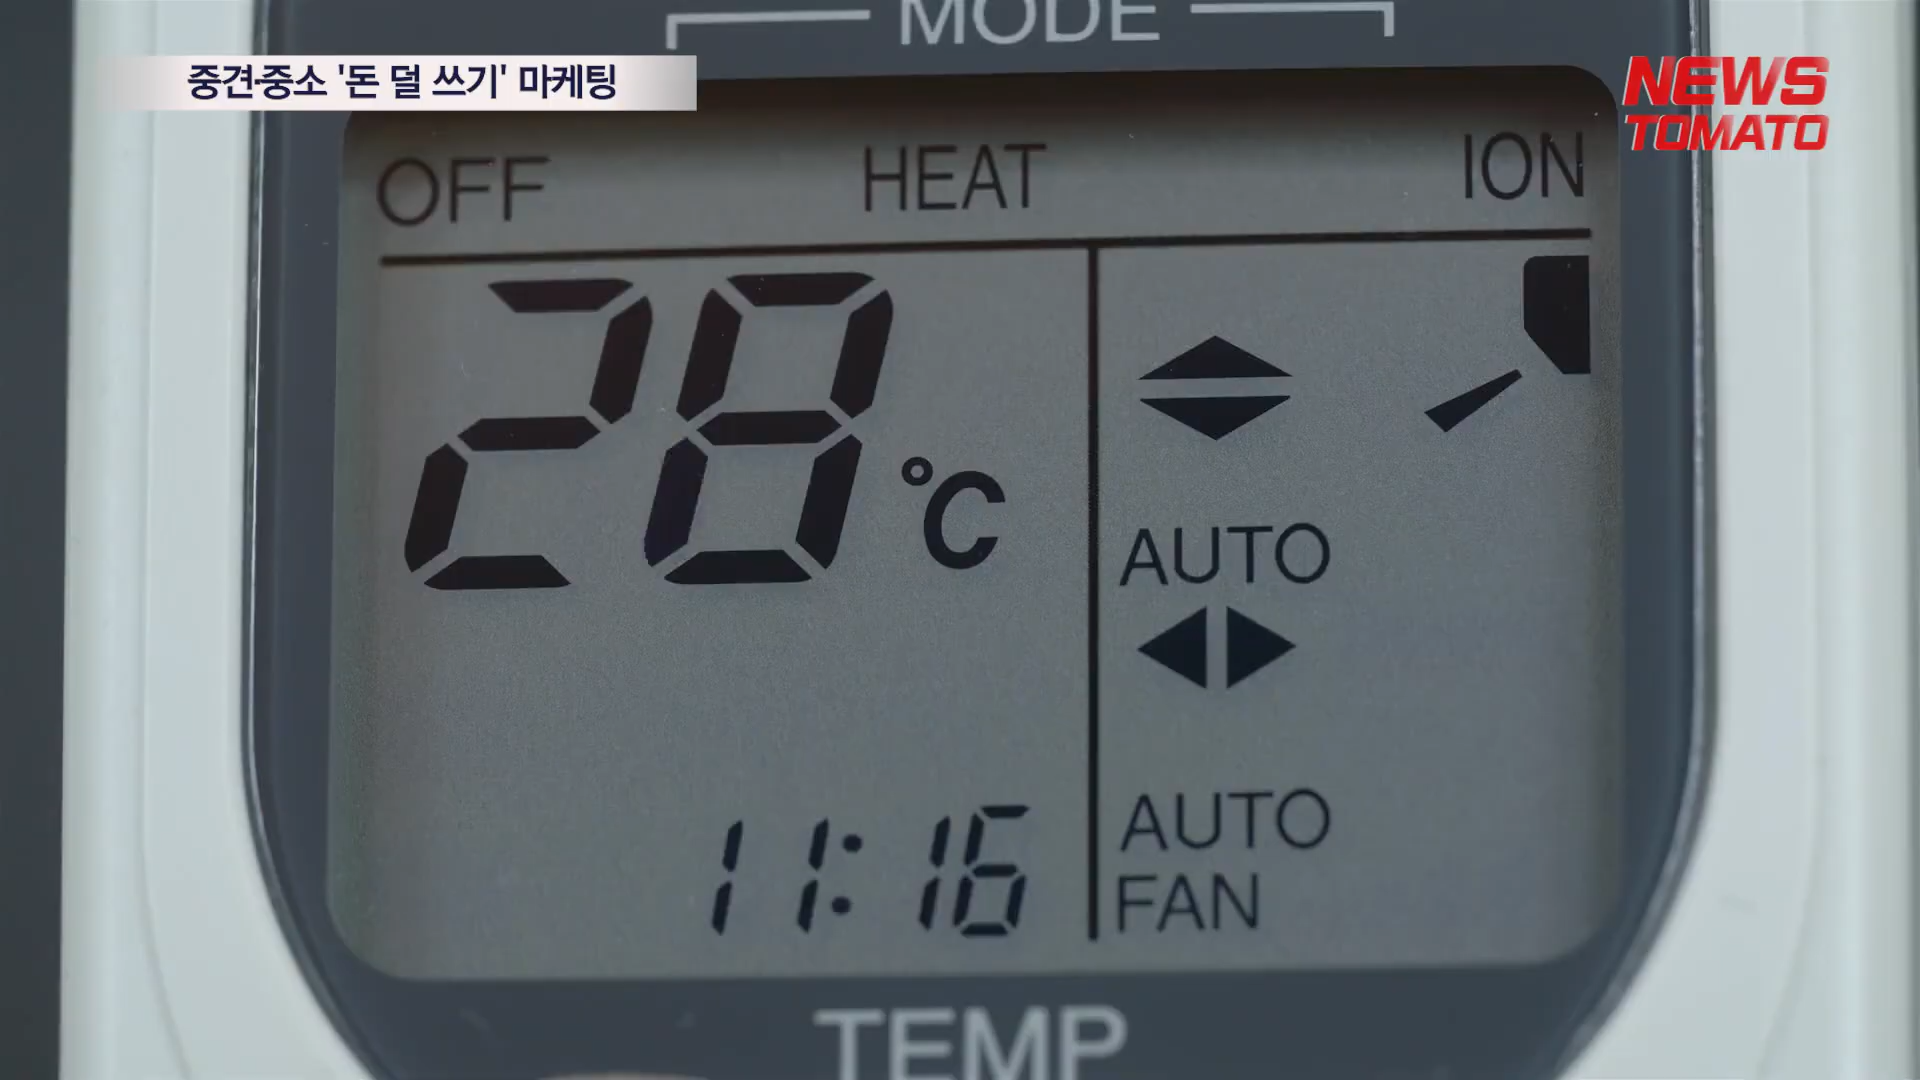 MODE
중견·중소 '돈 덜 쓰기' 마케팅
NEWS
TOMATO
OFF HEAT ION
28°C
AUTO
11:16
AUTO
FAN
TEMP